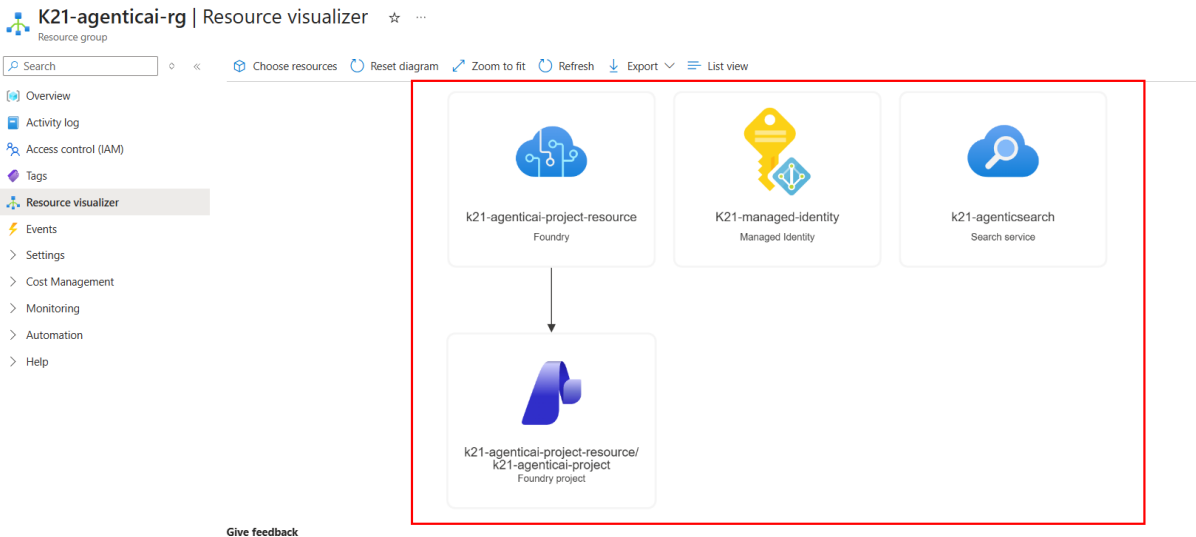 K21-agenticai-rg | Resource visualizer ☆ ...
Resource group
Search
Choose resources Reset diagram Zoom to fit Refresh Export List view
Overview
Activity log
Access control (IAM)
Tags
Resource visualizer
Events
Settings
Cost Management
Monitoring
Automation
Help
k21-agenticai-project-resource
Foundry
K21-managed-identity
Managed Identity
k21-agenticsearch
Search service
k21-agenticai-project-resource/
k21-agenticai-project
Foundry project
Give feedback